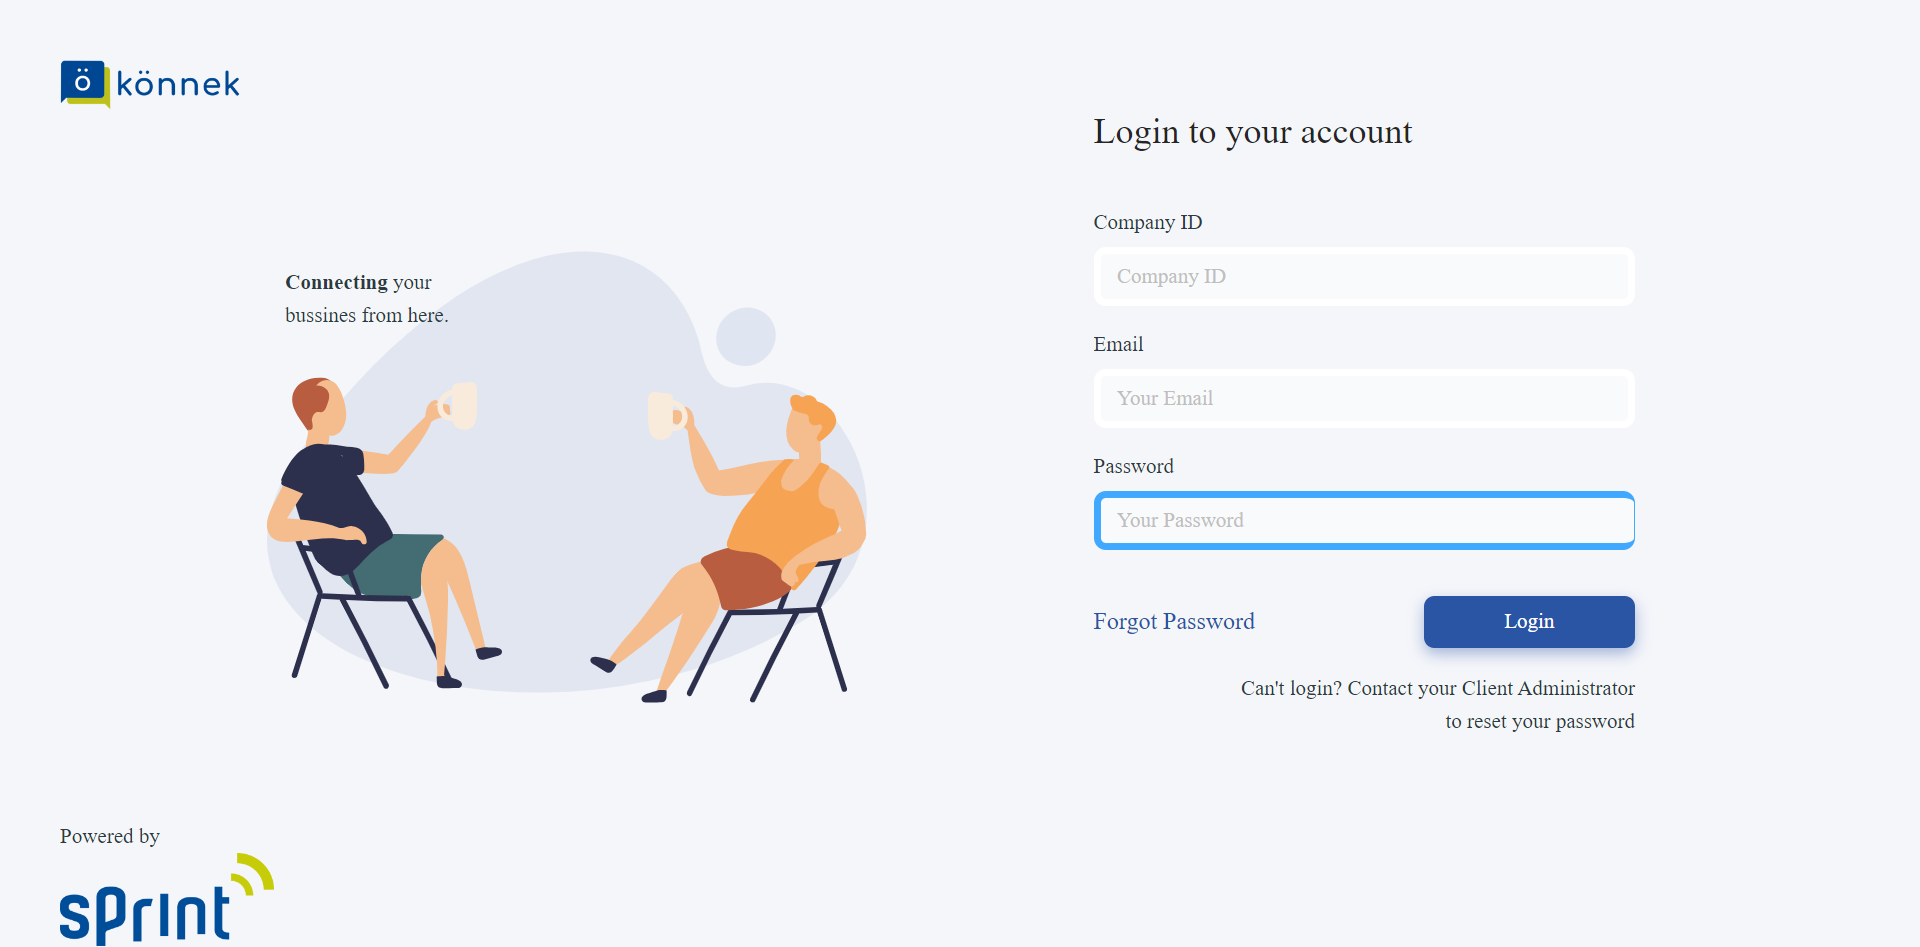 ö könnek
Login to your account
Connecting your
bussines from here.
Company ID
Company ID
Email
Your Email
Password
Your Password
Forgot Password
Login
Can't login? Contact your Client Administrator
to reset your password
Powered by
sprint